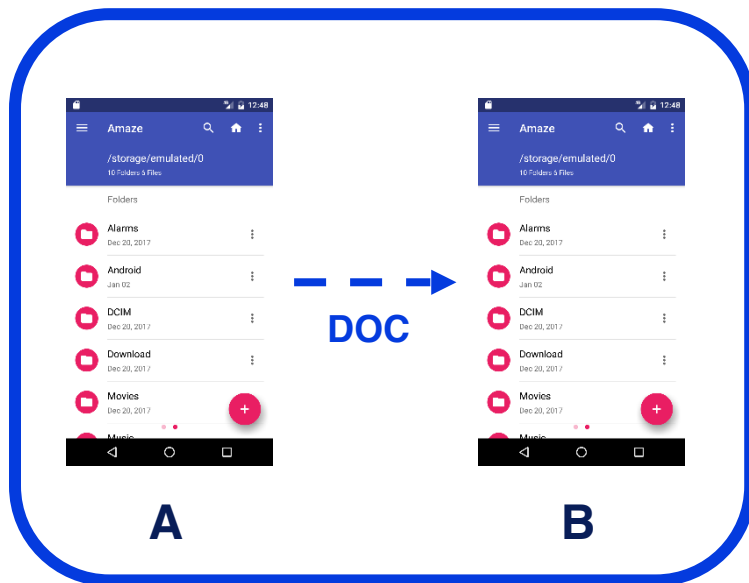 12:48
Amaze
/storage/emulated/0
10 Folders & Files
Folders
Alarms
Dec 20, 2017
Android
Jan 02
DCIM
Dec 20, 2017
Download
Dec 20, 2017
Movies
Dec 20, 2017
Music
A
DOC
12:48
Amaze
/storage/emulated/0
10 Folders & Files
Folders
Alarms
Dec 20, 2017
Android
Jan 02
DCIM
Dec 20, 2017
Download
Dec 20, 2017
Movies
Dec 20, 2017
Music
B